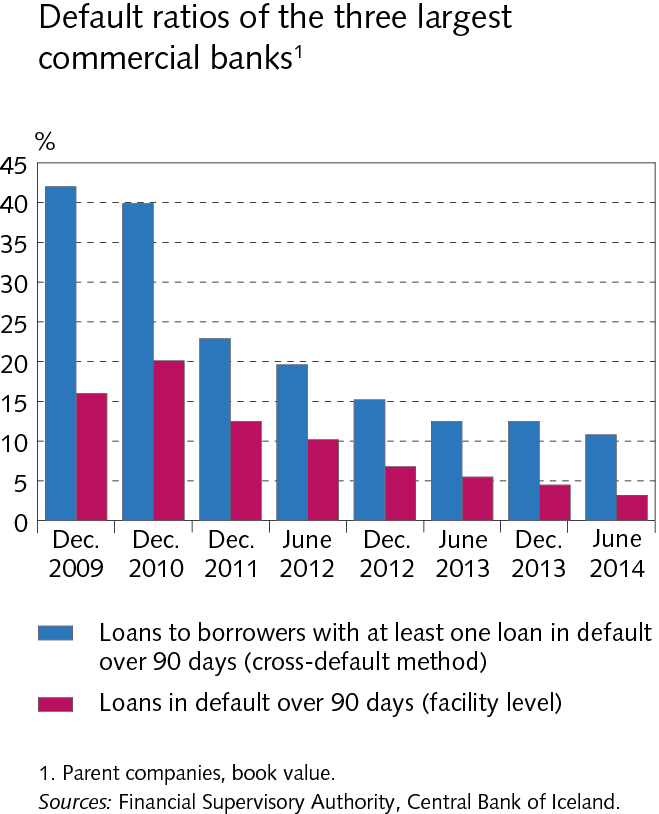 Default ratios of the three largest
commercial banks¹
%
45
40
35
30
25
20
15
10
5
0
Dec. Dec. Dec. June Dec. June Dec. June
2009 2010 2011 2012 2012 2013 2013 2014
Loans to borrowers with at least one loan in default
over 90 days (cross-default method)
Loans in default over 90 days (facility level)
1. Parent companies, book value.
Sources: Financial Supervisory Authority, Central Bank of Iceland.